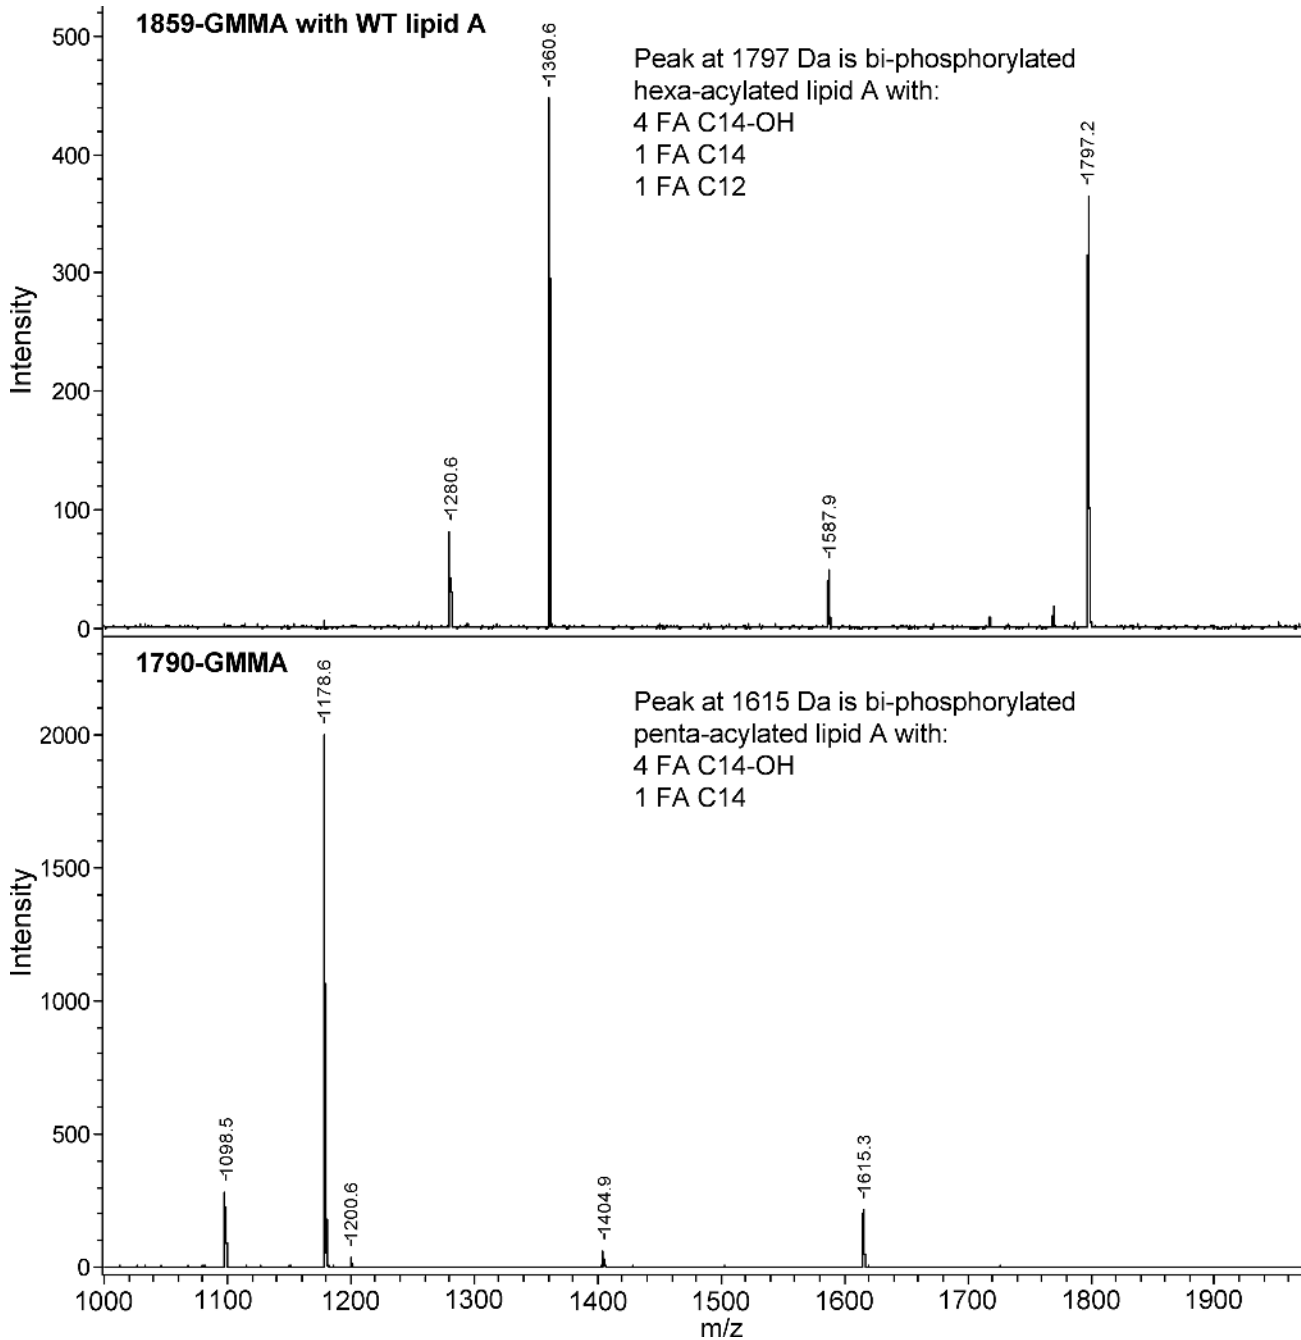 1859-GMMA with WT lipid A
Peak at 1797 Da is bi-phosphorylated
hexa-acylated lipid A with:
4 FA C14-OH
1 FA C14
1 FA C12
500
400
300
200
100
0
Intensity
-1280.6
-1360.6
-1587.9
-1797.2
1790-GMMA
Peak at 1615 Da is bi-phosphorylated
penta-acylated lipid A with:
4 FA C14-OH
1 FA C14
2000
1500
1000
500
0
Intensity
-1098.5
-1178.6
-1200.6
-1404.9
-1615.3
1000 1100 1200 1300 1400 1500 1600 1700 1800 1900
m/z